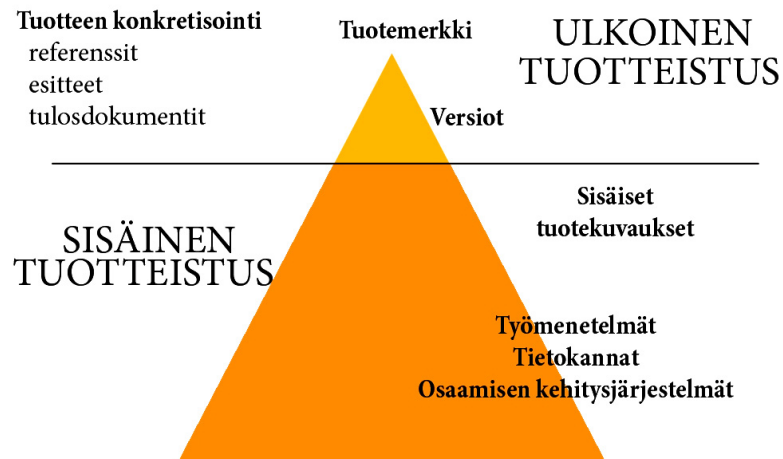 Tuotteen konkretisointi
referenssit
esitteet
tulosdokumentit
Tuotemerkki
Versiot
ULKOINEN
TUOTTEISTUS
SISÄINEN
TUOTTEISTUS
Sisäiset
tuotekuvaukset
Työmenetelmät
Tietokannat
Osaamisen kehitysjärjestelmät